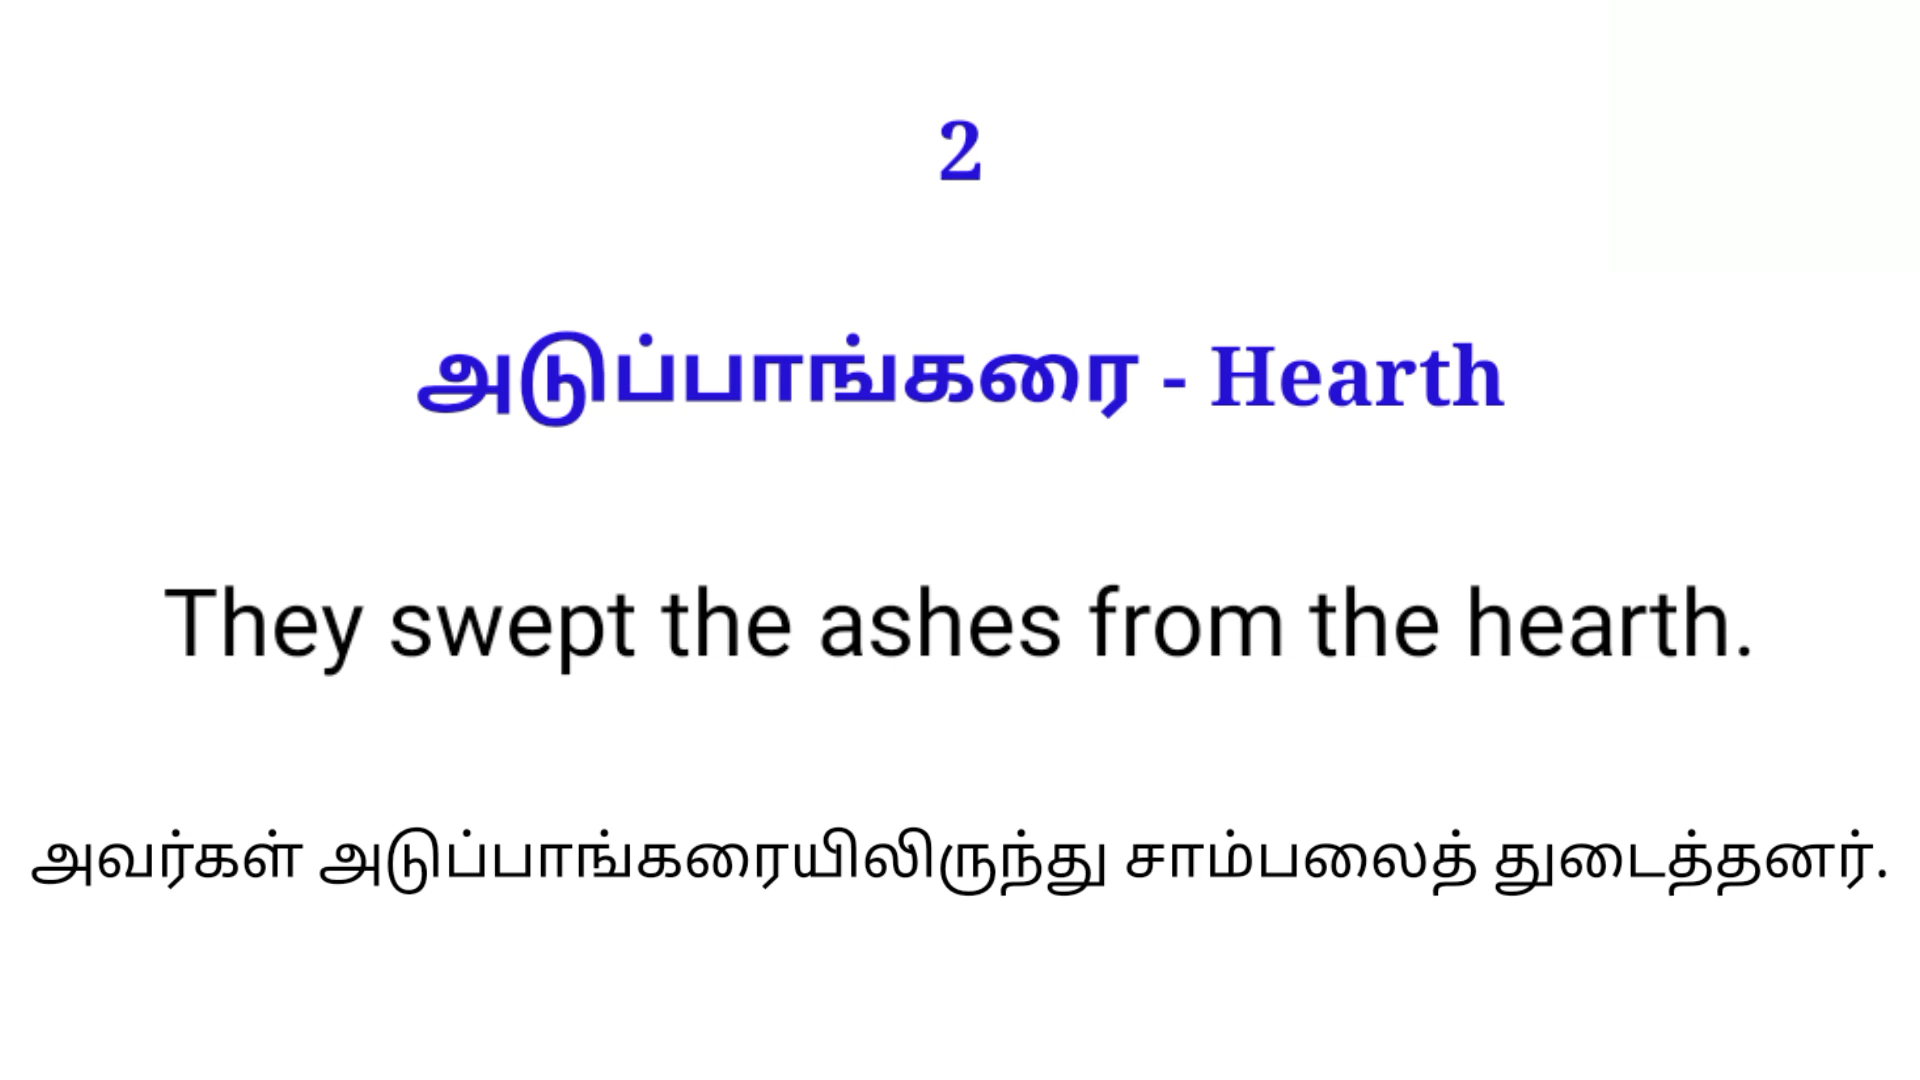 2
அடுப்பாங்கரை - Hearth
They swept the ashes from the hearth.
அவர்கள் அடுப்பாங்கரையிலிருந்து சாம்பலைத் துடைத்தனர்.